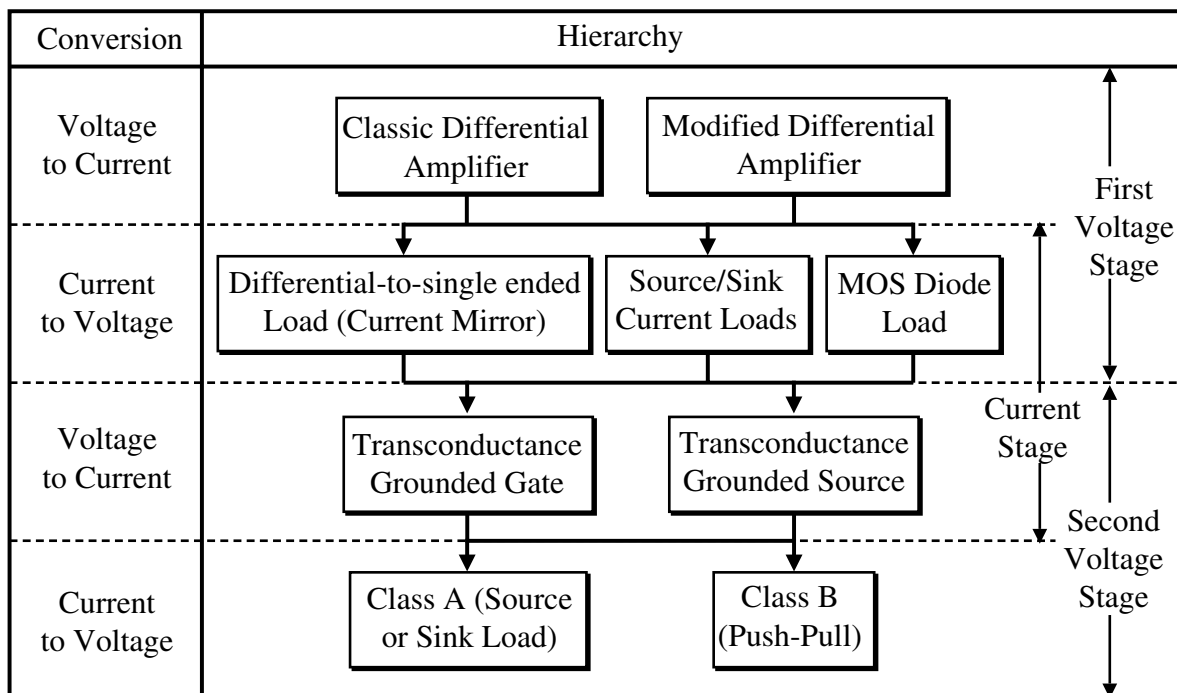 Conversion
Hierarchy
Voltage
to Current
Classic Differential
Amplifier
Modified Differential
Amplifier
First
Voltage
Stage
Current
to Voltage
Differential-to-single ended
Load (Current Mirror)
Source/Sink
Current Loads
MOS Diode
Load
Current
Stage
Voltage
to Current
Transconductance
Grounded Gate
Transconductance
Grounded Source
Second
Voltage
Stage
Current
to Voltage
Class A (Source
or Sink Load)
Class B
(Push-Pull)